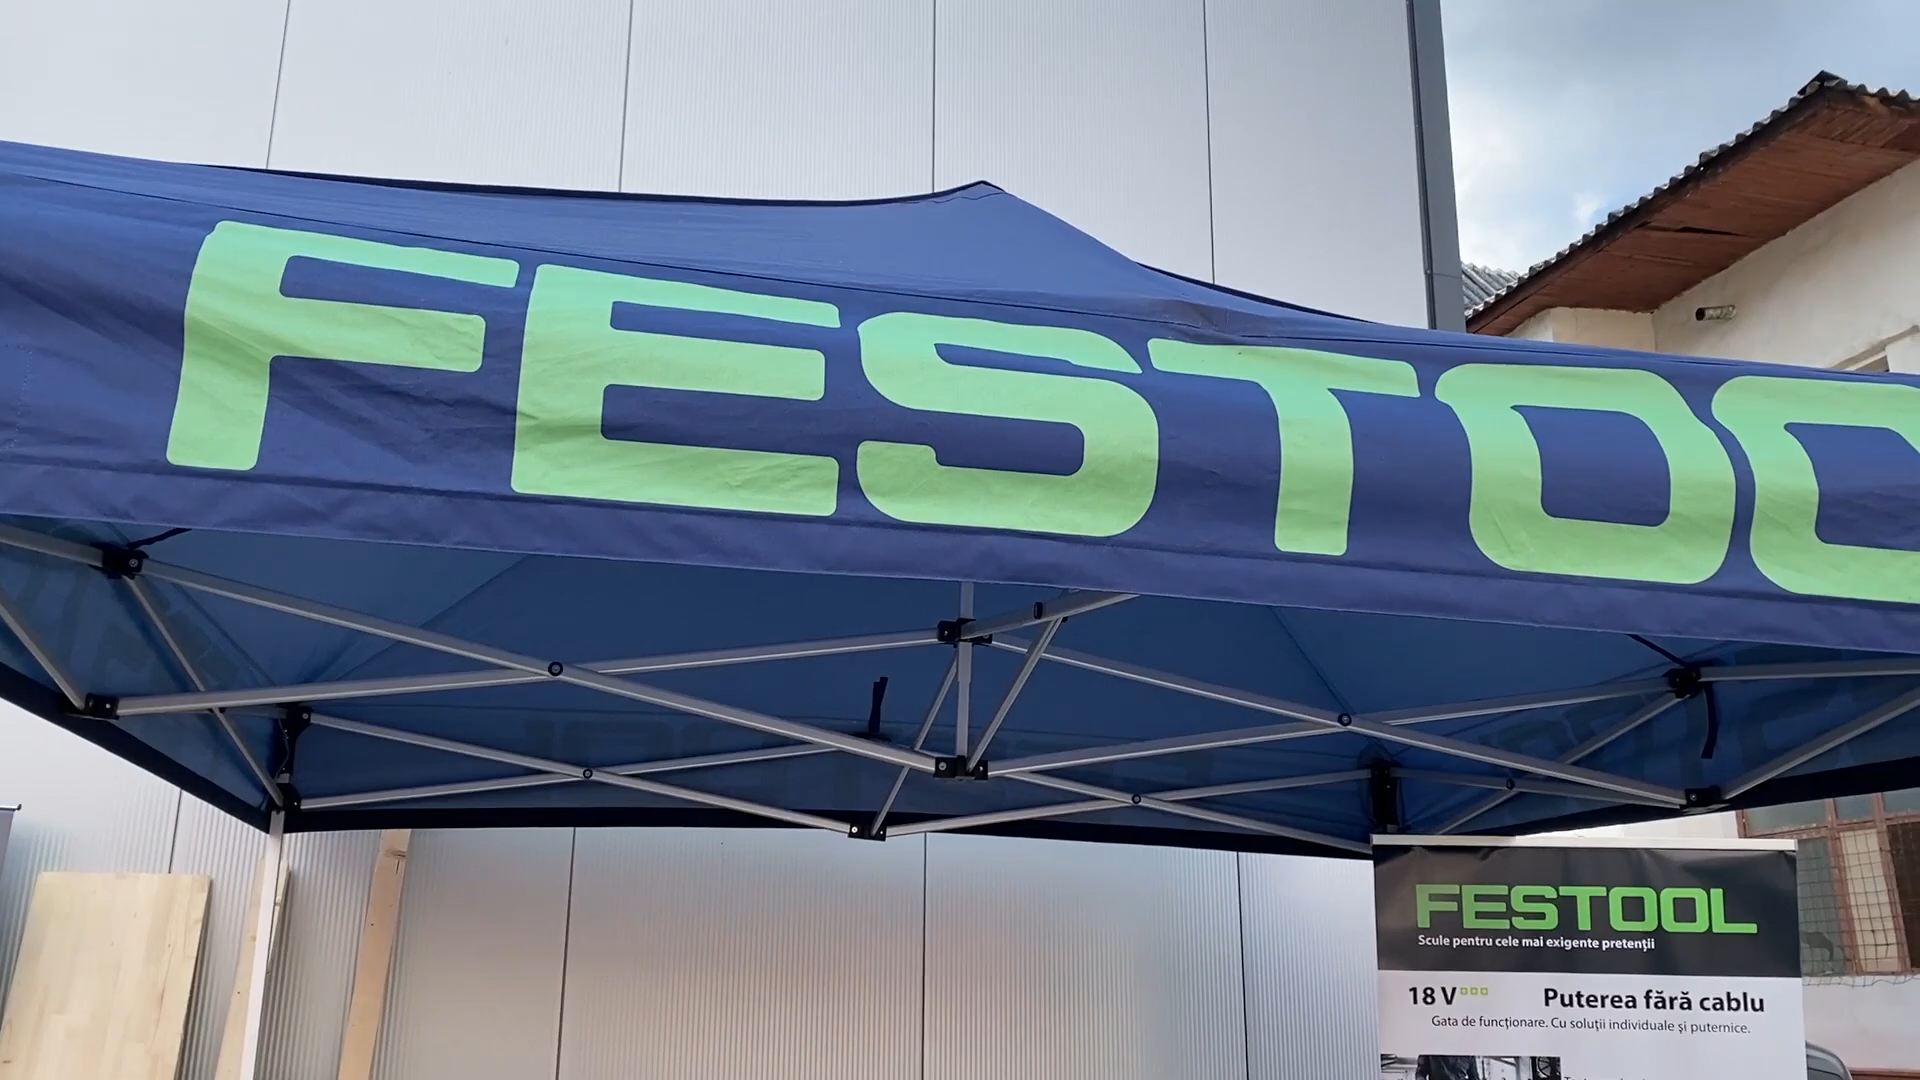 FESTOO
FESTOOL
Scule pentru cele mai exigente pretenții
18 V
Puterea fără cablu
Gata de funcționare. Cu soluții individuale și puternice.